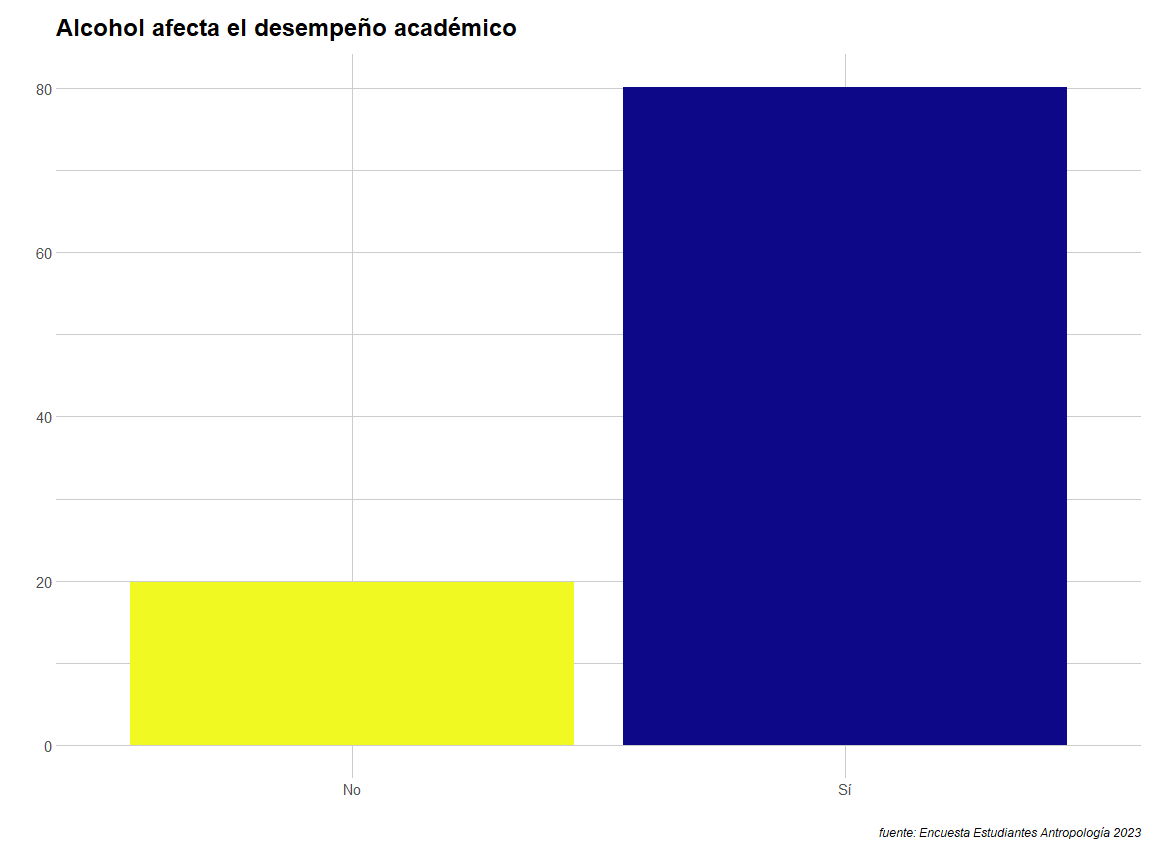 Alcohol afecta el desempeño académico
80
60
40
20
0
No
Sí
fuente: Encuesta Estudiantes Antropología 2023